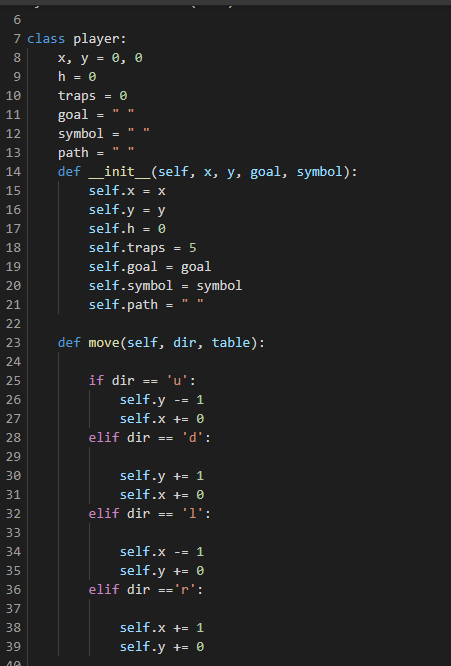 6
7 class player:
8     x, y = 0, 0
9     h = 0
10     traps = 0
11     goal = " "
12     symbol = " "
13     path = " "
14     def __init__(self, x, y, goal, symbol):
15         self.x = x
16         self.y = y
17         self.h = 0
18         self.traps = 5
19         self.goal = goal
20         self.symbol = symbol
21         self.path = " "
22
23     def move(self, dir, table):
24
25         if dir == 'u':
26             self.y -= 1
27             self.x += 0
28         elif dir == 'd':
29
30             self.y += 1
31             self.x += 0
32         elif dir == 'l':
33
34             self.x -= 1
35             self.y += 0
36         elif dir =='r':
37
38             self.x += 1
39             self.y += 0